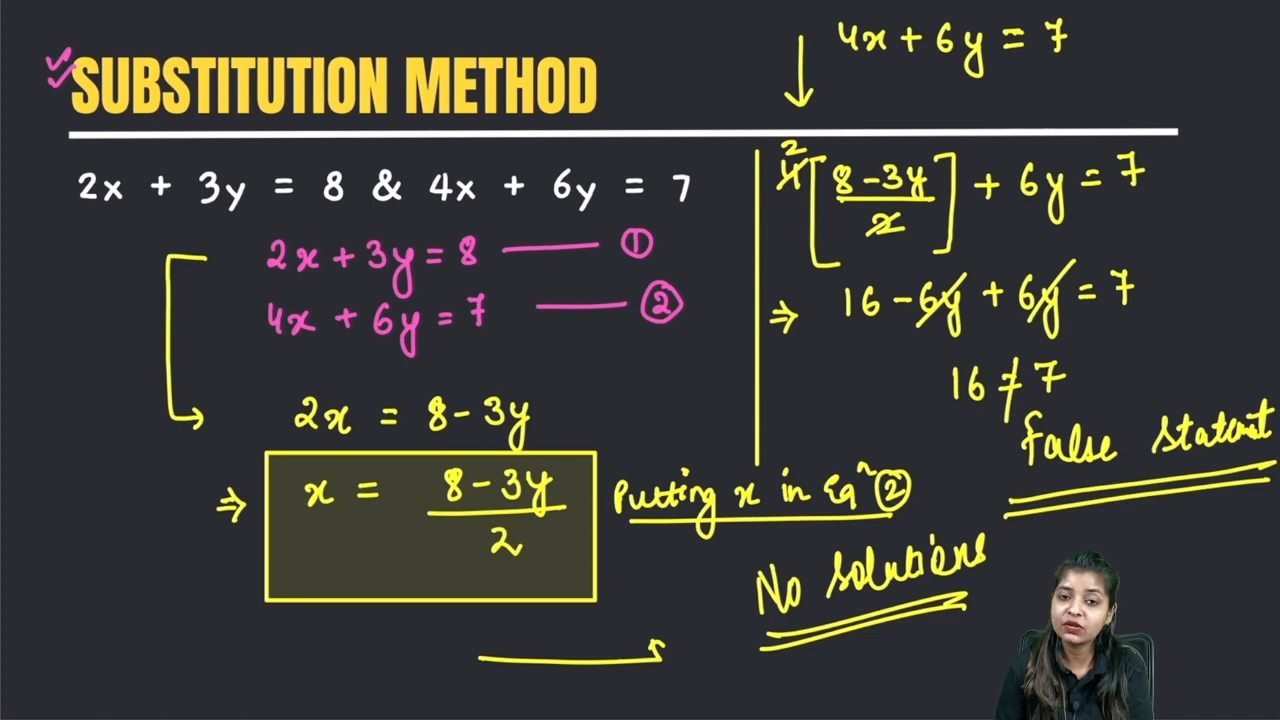 SUBSTITUTION METHOD
2x + 3y = 8 & 4x + 6y = 7
2x + 3y = 8 —— ①
4x + 6y = 7 —— ②
2x = 8 - 3y
⇒ x = (8 - 3y)/2
Putting x in Eqⁿ ②
4x + 6y = 7
↓
4 2 [(8 - 3y)/2] + 6y = 7
⇒ 16 - 6y + 6y = 7
16 ≠ 7
false statement
No solutions